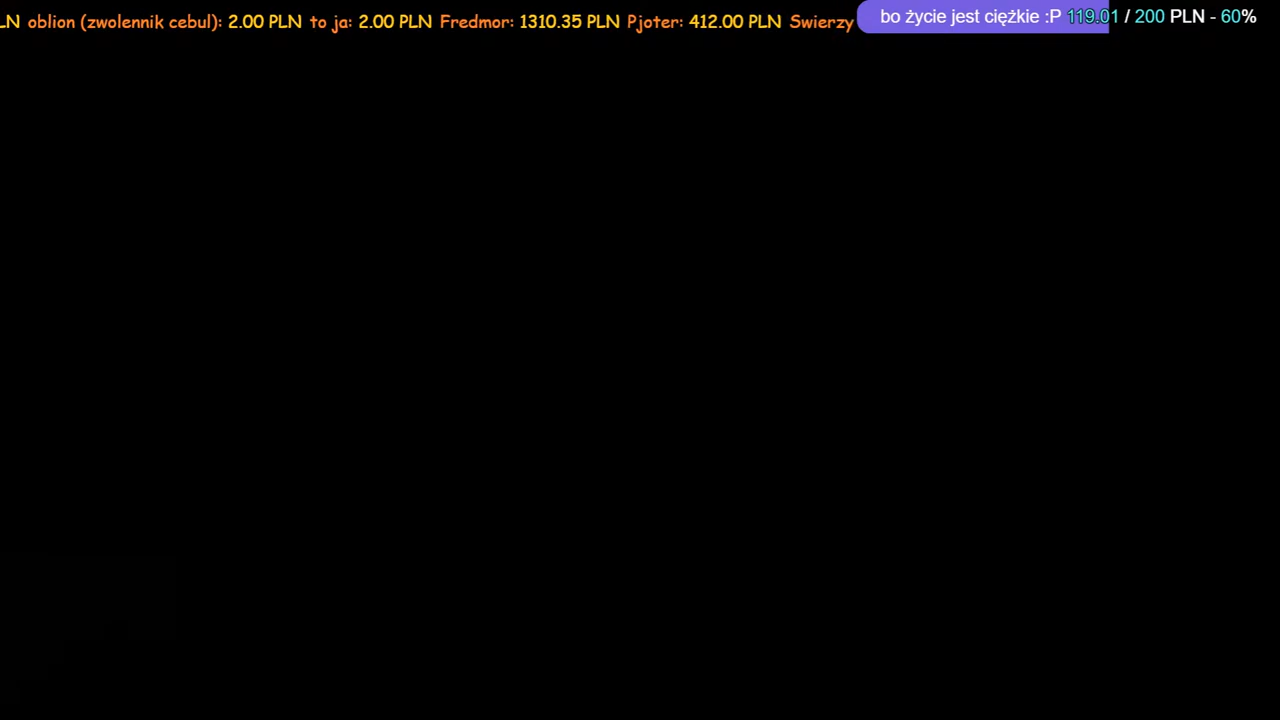 LN oblion (zwolennik cebul): 2.00 PLN to ja: 2.00 PLN Fredmor: 1310.35 PLN Pjoter: 412.00 PLN Swierzy
bo życie jest ciężkie :P 119.01 / 200 PLN - 60%